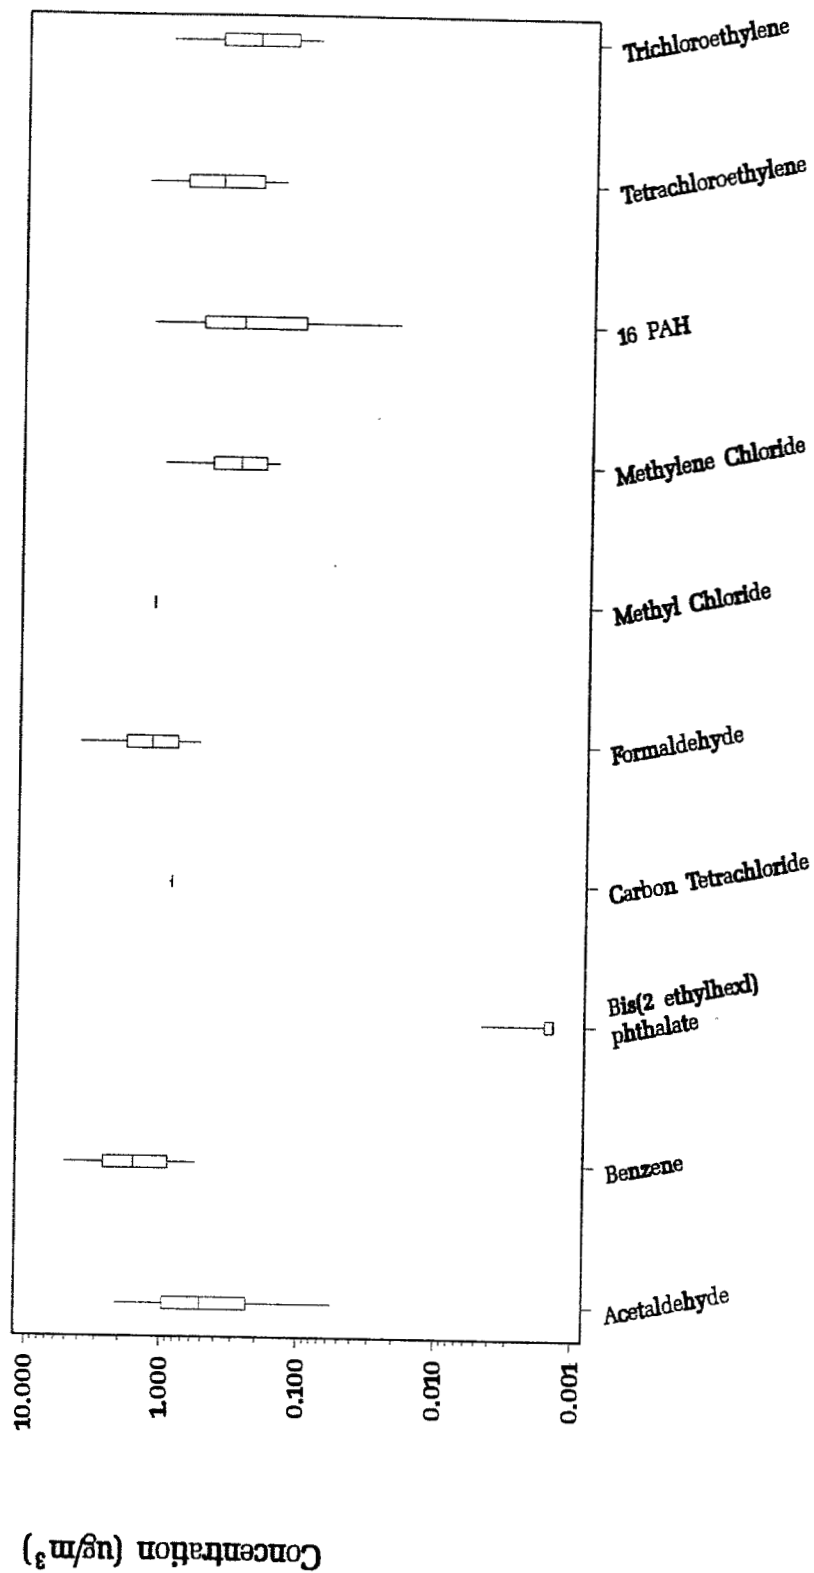 Concentration (ug/m³)
10.000
1.000
0.100
0.010
0.001
Acetaldehyde
Benzene
Bis(2 ethylhexl)
phthalate
Carbon Tetrachloride
Formaldehyde
Methyl Chloride
Methylene Chloride
16 PAH
Tetrachloroethylene
Trichloroethylene